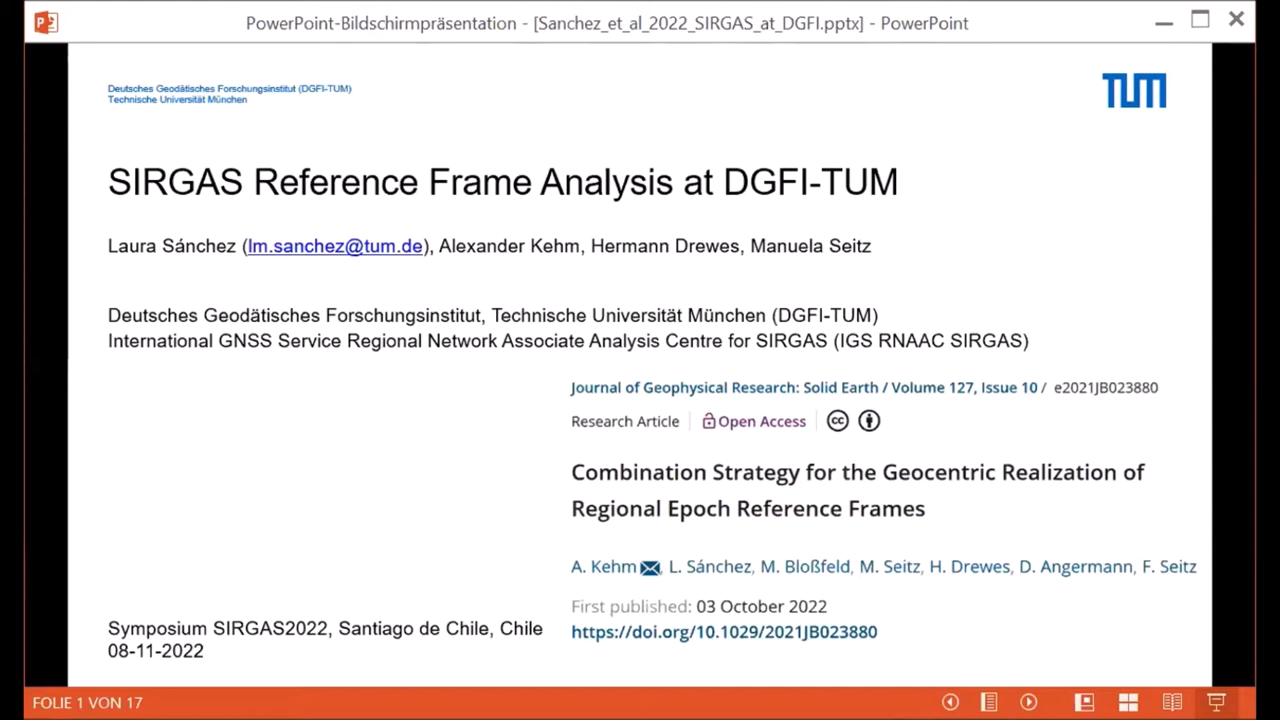 PowerPoint-Bildschirmpräsentation - [Sanchez_et_al_2022_SIRGAS_at_DGFI.pptx] - PowerPoint
Deutsches Geodätisches Forschungsinstitut (DGFI-TUM)
Technische Universität München
TUM
SIRGAS Reference Frame Analysis at DGFI-TUM
Laura Sánchez (lm.sanchez@tum.de), Alexander Kehm, Hermann Drewes, Manuela Seitz
Deutsches Geodätisches Forschungsinstitut, Technische Universität München (DGFI-TUM)
International GNSS Service Regional Network Associate Analysis Centre for SIRGAS (IGS RNAAC SIRGAS)
Journal of Geophysical Research: Solid Earth / Volume 127, Issue 10 / e2021JB023880
Research Article Open Access cc
Combination Strategy for the Geocentric Realization of
Regional Epoch Reference Frames
A. Kehm, L. Sánchez, M. Bloßfeld, M. Seitz, H. Drewes, D. Angermann, F. Seitz
First published: 03 October 2022
https://doi.org/10.1029/2021JB023880
Symposium SIRGAS2022, Santiago de Chile, Chile
08-11-2022
FOLIE 1 VON 17